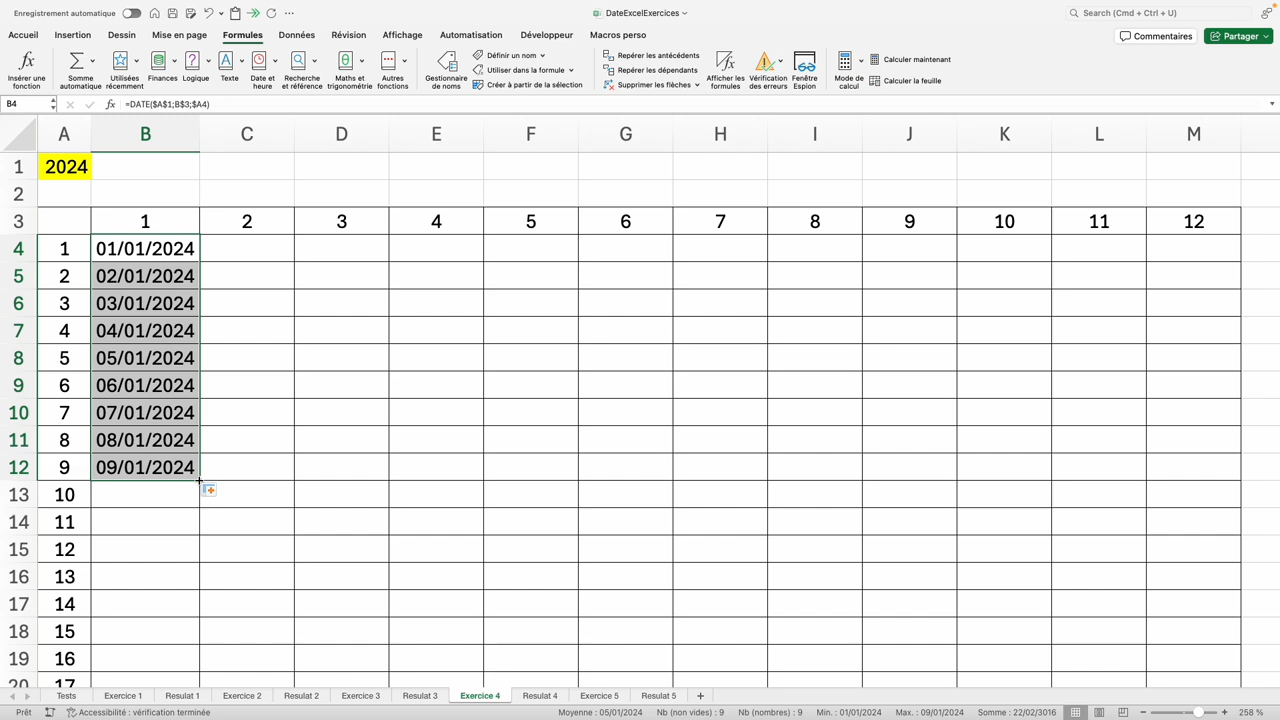 Enregistrement automatique DateExcelExercices Search (Cmd + Ctrl + U)
Accueil Insertion Dessin Mise en page Formules Données Révision Affichage Automatisation Développeur Macros perso Commentaires Partager
Insérer une fonction Somme automatique Utilisées récemment Finances Logique Texte Date et heure Recherche et référence Maths et trigonométrie Autres fonctions Gestionnaire de noms Définir un nom Utiliser dans la formule Créer à partir de la sélection Repérer les antécédents Repérer les dépendants Supprimer les flèches Afficher les formules Vérification des erreurs Fenêtre Espion Mode de calcul Calculer maintenant Calculer la feuille
B4 fx =DATE($A$1;B$3;$A4)
A B C D E F G H I J K L M
1 2024
2
3 1 2 3 4 5 6 7 8 9 10 11 12
4 1 01/01/2024
5 2 02/01/2024
6 3 03/01/2024
7 4 04/01/2024
8 5 05/01/2024
9 6 06/01/2024
10 7 07/01/2024
11 8 08/01/2024
12 9 09/01/2024
13 10
14 11
15 12
16 13
17 14
18 15
19 16
20 17
Tests Exercice 1 Resulat 1 Exercice 2 Resulat 2 Exercice 3 Resulat 3 Exercice 4 Resulat 4 Exercice 5 Resulat 5
Prêt Accessibilité : vérification terminée Moyenne : 05/01/2024 Nb (non vides) : 9 Nb (nombres) : 9 Min. : 01/01/2024 Max. : 09/01/2024 Somme : 22/02/3016 258 %